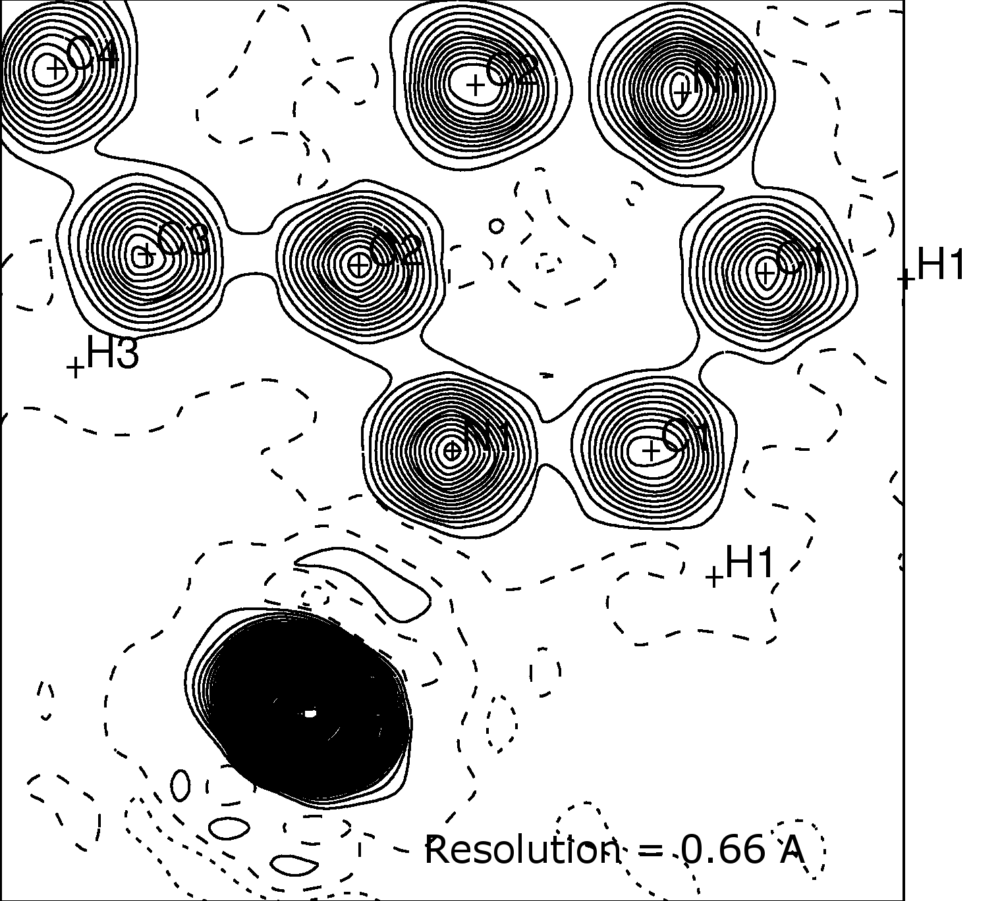 C4
C2
N1
C3
C2
C1
H1
H3
N1
C1
H1
Resolution = 0.66 A